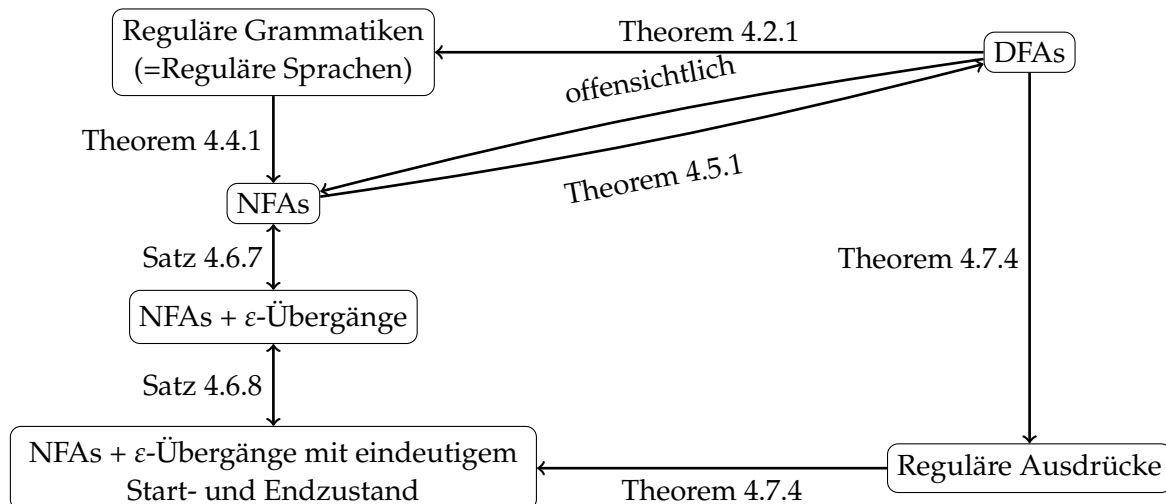 Reguläre Grammatiken
(=Reguläre Sprachen)
Theorem 4.2.1
DFAs
offensichtlich
Theorem 4.4.1
Theorem 4.5.1
NFAs
Satz 4.6.7
Theorem 4.7.4
NFAs + ε-Übergänge
Satz 4.6.8
NFAs + ε-Übergänge mit eindeutigem
Start- und Endzustand
Theorem 4.7.4
Reguläre Ausdrücke